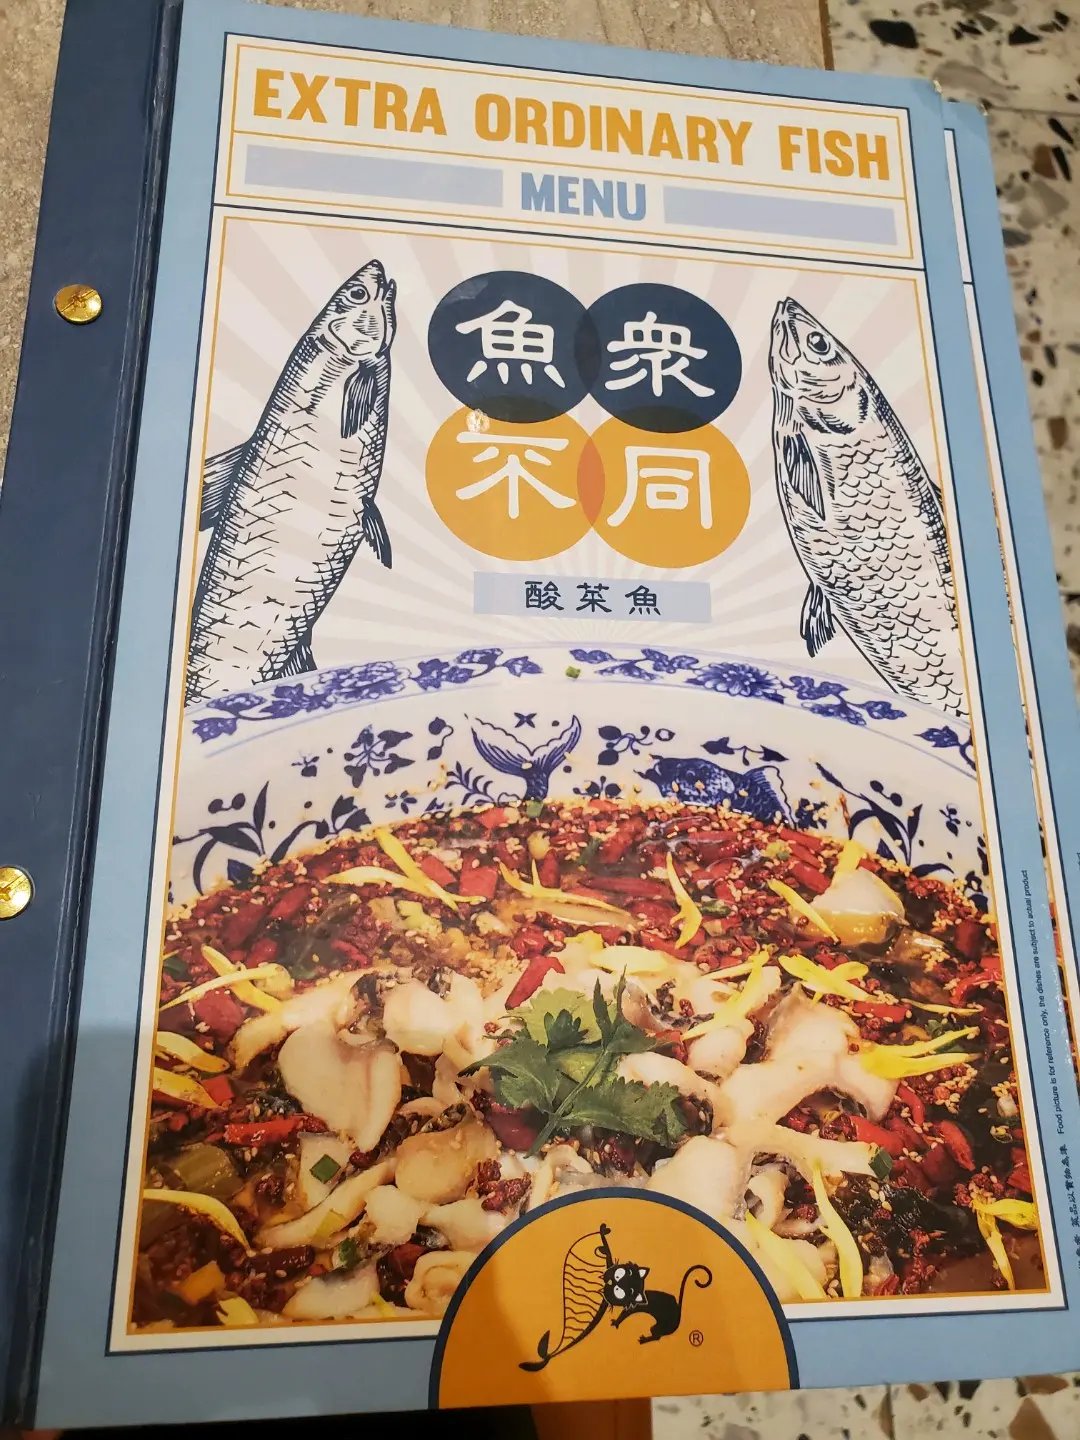 EXTRA ORDINARY FISH
MENU
魚眾
不同
酸菜魚
®
Food picture is for reference only, the dishes are subject to actual product